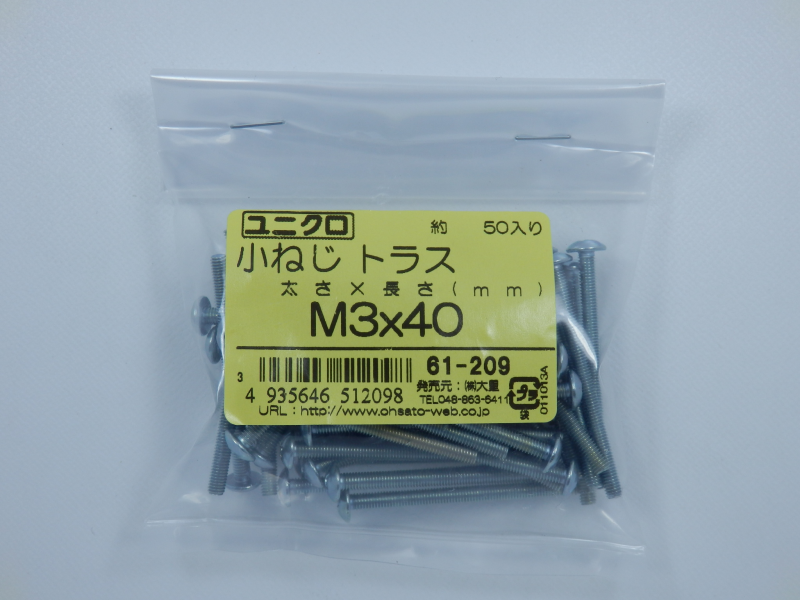 ユニクロ 約 50入り
小ねじ トラス
太さ×長さ(mm)
M3x40
3
4 935646 512098
61-209
発売元:㈱大里
TEL048-863-6411
URL:http://www.ohsato-web.co.jp
プラ
袋
011013A